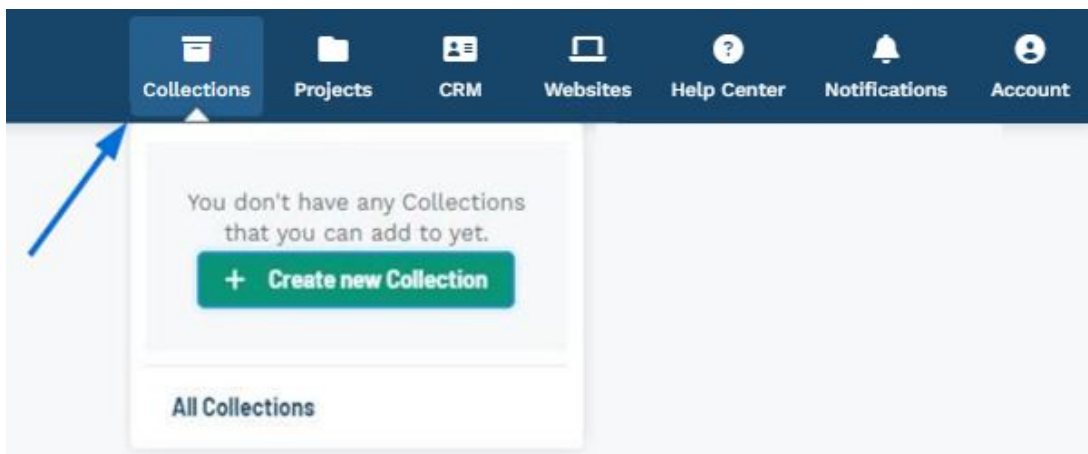 Collections Projects CRM Websites Help Center Notifications Account
You don't have any Collections
that you can add to yet.
+ Create new Collection
All Collections